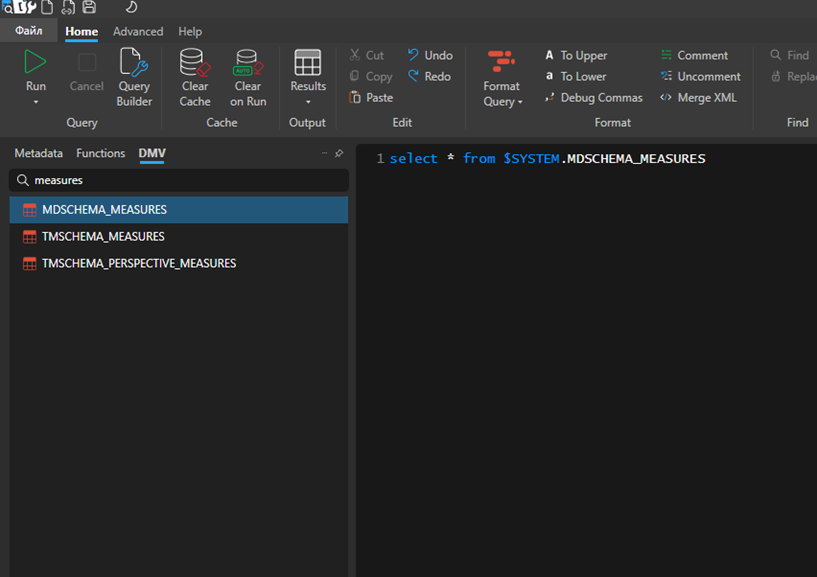 Файл Home Advanced Help
Run Cancel Query Builder Clear Cache AUTO Clear on Run Results Cut Copy Paste Undo Redo Format Query A To Upper a To Lower Debug Commas Comment Uncomment Merge XML Find Repla
Query Cache Output Edit Format Find
Metadata Functions DMV
measures
1 select * from $SYSTEM.MDSCHEMA_MEASURES
MDSCHEMA_MEASURES
TMSCHEMA_MEASURES
TMSCHEMA_PERSPECTIVE_MEASURES